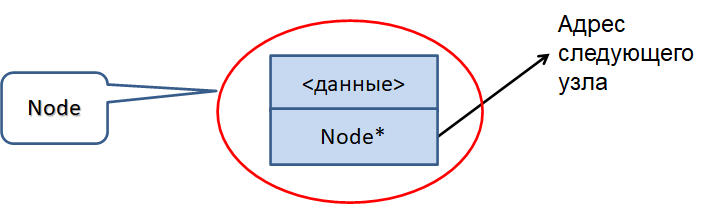 Node
<данные>
Node*
Адрес
следующего
узла